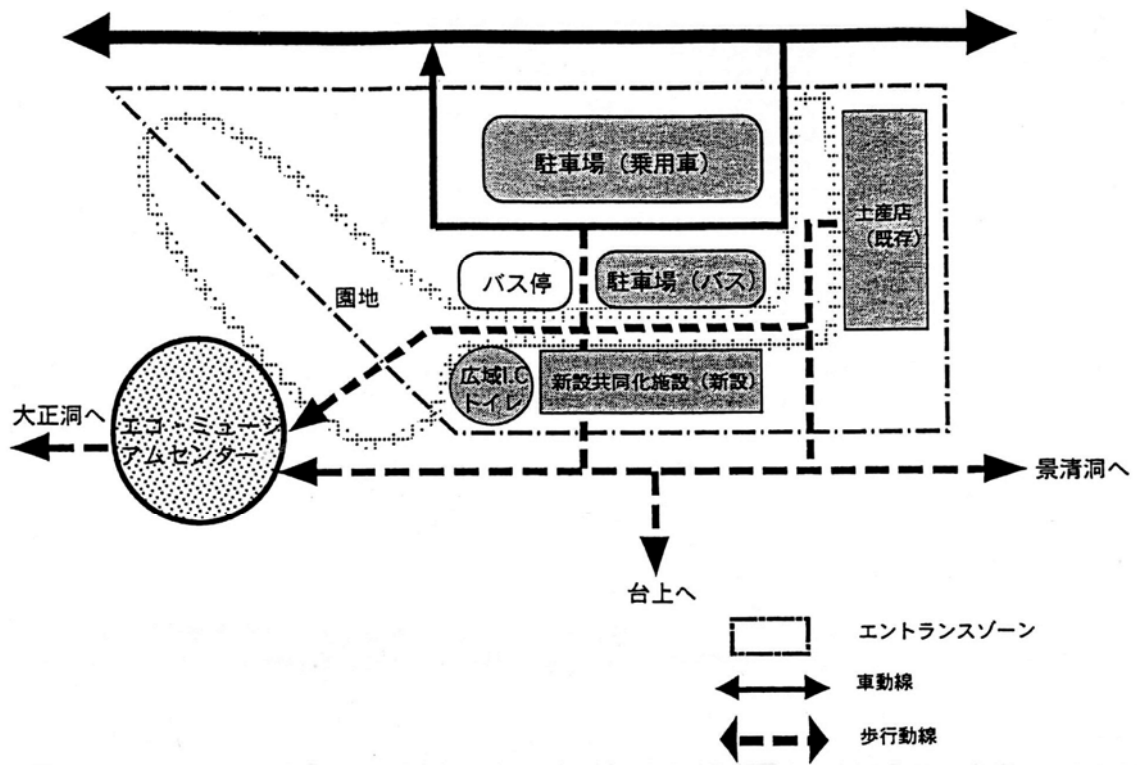 駐車場（乗用車）
土産店
（既存）
バス停
駐車場（バス）
園地
広域I.C
トイレ
新設共同化施設（新設）
大正洞へ
エコ・ミュージ
アムセンター
景清洞へ
台上へ
エントランスゾーン
車動線
歩行動線